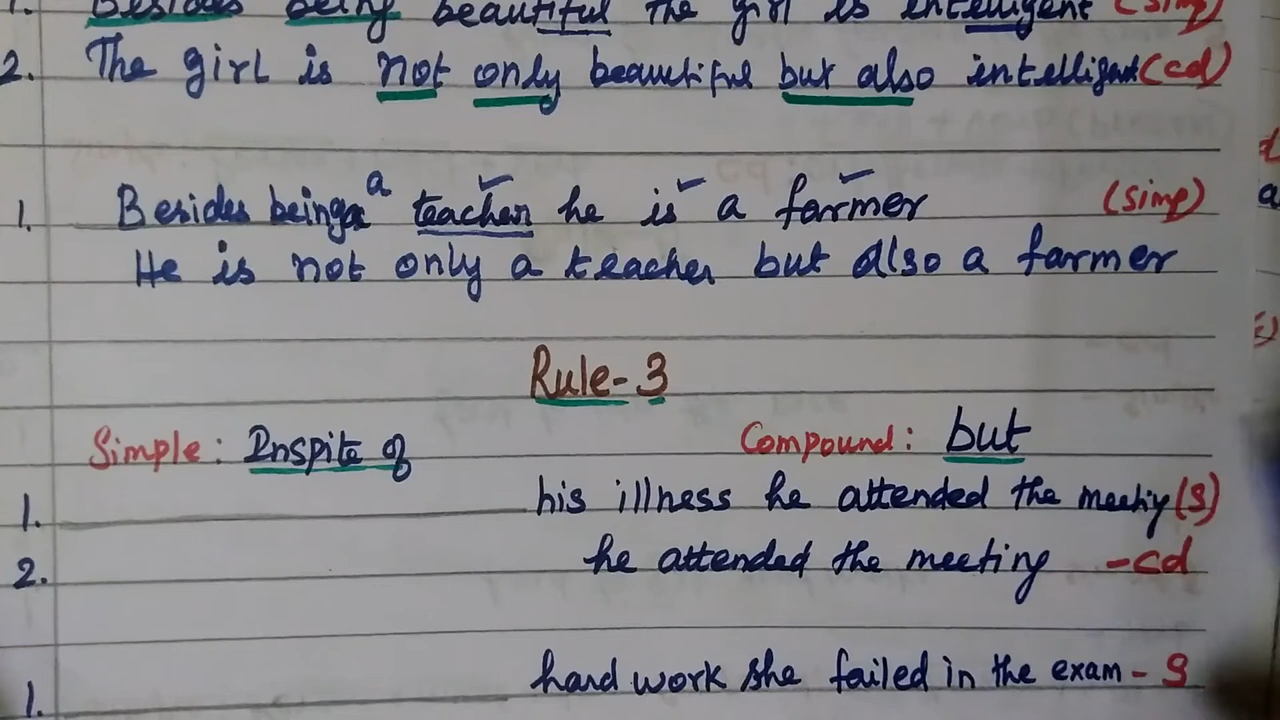 1. Besides being beautiful the girl is intelligent (simp)
2. The girl is not only beautiful but also intelligent (cd)
1. Besides being a teacher he is a farmer (simp)
He is not only a teacher but also a farmer
Rule-3
Simple: Inspite of Compound: but
1. his illness he attended the meeting (S)
2. he attended the meeting - cd
1. hard work she failed in the exam - S